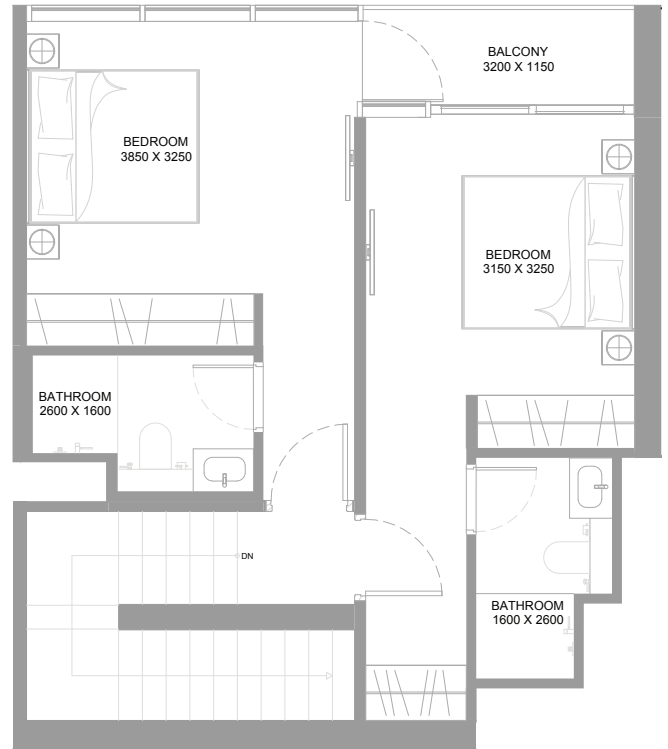 BALCONY
3200 X 1150
BEDROOM
3850 X 3250
BEDROOM
3150 X 3250
BATHROOM
2600 X 1600
DN
BATHROOM
1600 X 2600